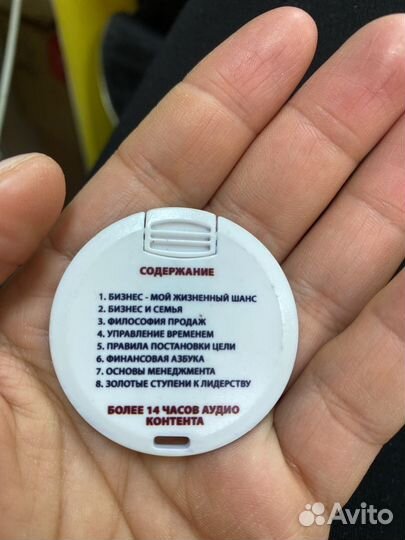 СОДЕРЖАНИЕ
1. БИЗНЕС - МОЙ ЖИЗНЕННЫЙ ШАНС
2. БИЗНЕС И СЕМЬЯ
3. ФИЛОСОФИЯ ПРОДАЖ
4. УПРАВЛЕНИЕ ВРЕМЕНЕМ
5. ПРАВИЛА ПОСТАНОВКИ ЦЕЛИ
6. ФИНАНСОВАЯ АЗБУКА
7. ОСНОВЫ МЕНЕДЖМЕНТА
8. ЗОЛОТЫЕ СТУПЕНИ К ЛИДЕРСТВУ
БОЛЕЕ 14 ЧАСОВ АУДИО
КОНТЕНТА
Avito